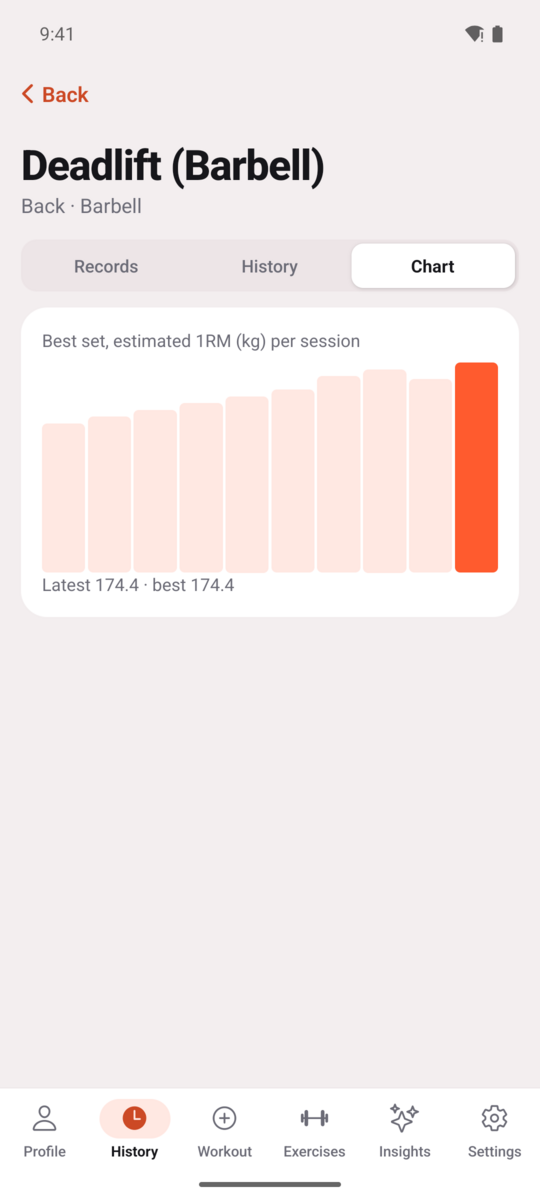 9:41
Back
Deadlift (Barbell)
Back · Barbell
Records
History
Chart
Best set, estimated 1RM (kg) per session
Latest 174.4 · best 174.4
Profile
History
Workout
Exercises
Insights
Settings